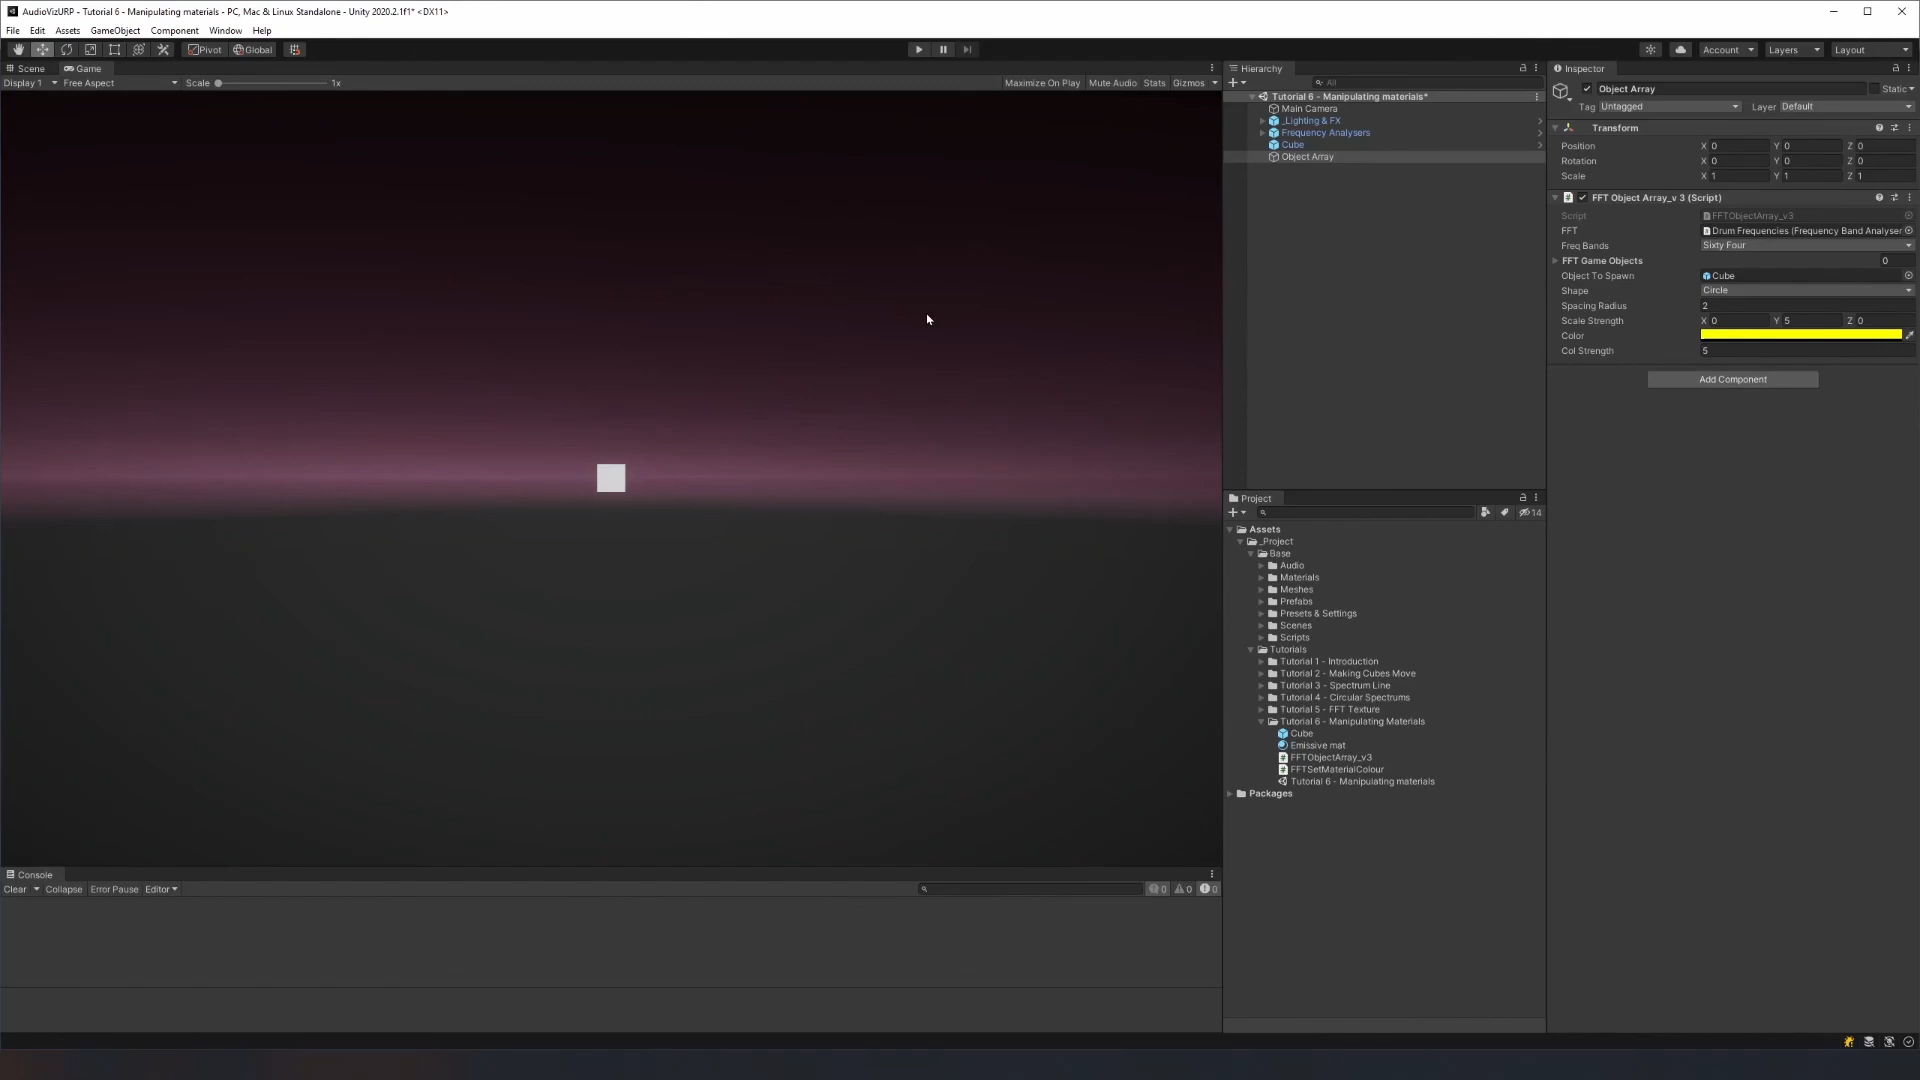 AudioVizURP - Tutorial 6 - Manipulating materials - PC, Mac & Linux Standalone - Unity 2020.2.1f1* <DX11>
File Edit Assets GameObject Component Window Help
Pivot Global Account Layers Layout
Scene Game
Display 1 Free Aspect Scale 1x Maximize On Play Mute Audio Stats Gizmos
Hierarchy
All
Tutorial 6 - Manipulating materials*
Main Camera
_Lighting & FX
Frequency Analysers
Cube
Object Array
Project
14
Assets
_Project
Base
Audio
Materials
Meshes
Prefabs
Presets & Settings
Scenes
Scripts
Tutorials
Tutorial 1 - Introduction
Tutorial 2 - Making Cubes Move
Tutorial 3 - Spectrum Line
Tutorial 4 - Circular Spectrums
Tutorial 5 - FFT Texture
Tutorial 6 - Manipulating Materials
Cube
Emissive mat
FFTObjectArray_v3
FFTSetMaterialColour
Tutorial 6 - Manipulating materials
Packages
Inspector
Object Array Static
Tag Untagged Layer Default
Transform
Position X 0 Y 0 Z 0
Rotation X 0 Y 0 Z 0
Scale X 1 Y 1 Z 1
FFT Object Array_v 3 (Script)
Script FFTObjectArray_v3
FFT Drum Frequencies (Frequency Band Analyser
Freq Bands Sixty Four
FFT Game Objects 0
Object To Spawn Cube
Shape Circle
Spacing Radius 2
Scale Strength X 0 Y 5 Z 0
Color
Col Strength 5
Add Component
Console
Clear Collapse Error Pause Editor 0 0 0